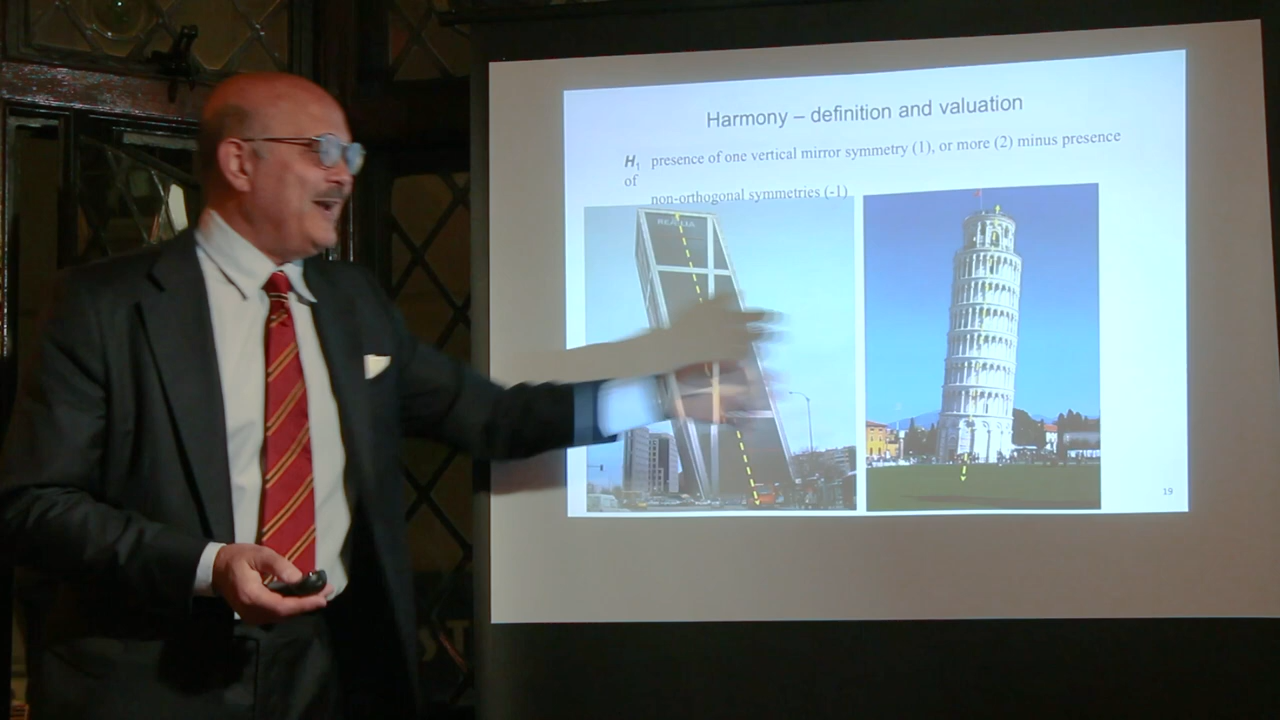 Harmony – definition and valuation
H1 presence of one vertical mirror symmetry (1), or more (2) minus presence
of
non-orthogonal symmetries (-1)
REALIA
19